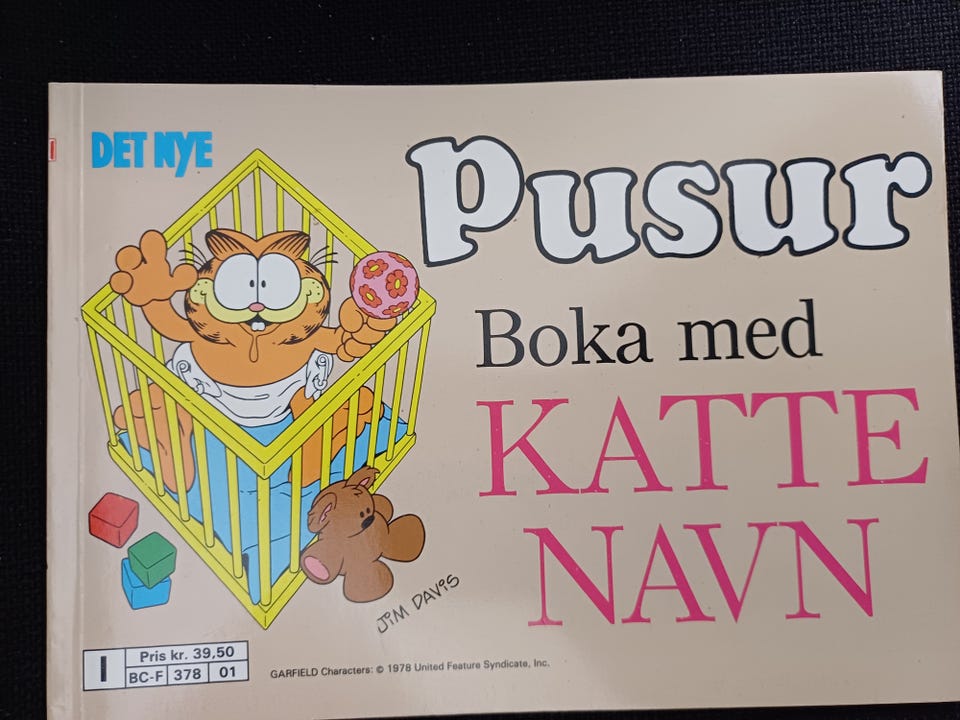 DET NYE
Pusur
Boka med
KATTE
NAVN
JIM DAVIS
I
Pris kr. 39,50
BC-F 378 01
GARFIELD Characters: © 1978 United Feature Syndicate, Inc.